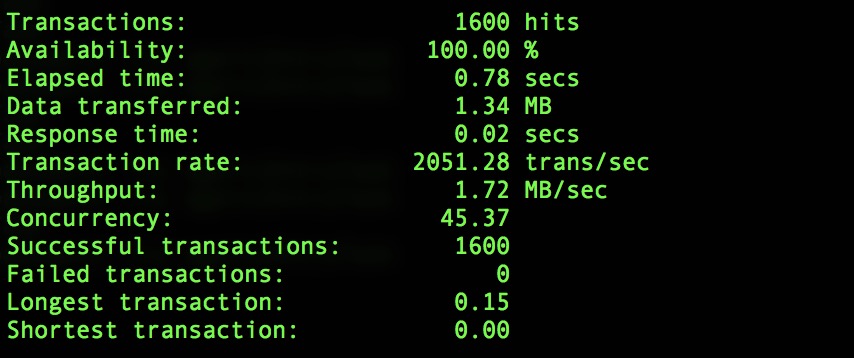 Transactions: 1600 hits
Availability: 100.00 %
Elapsed time: 0.78 secs
Data transferred: 1.34 MB
Response time: 0.02 secs
Transaction rate: 2051.28 trans/sec
Throughput: 1.72 MB/sec
Concurrency: 45.37
Successful transactions: 1600
Failed transactions: 0
Longest transaction: 0.15
Shortest transaction: 0.00